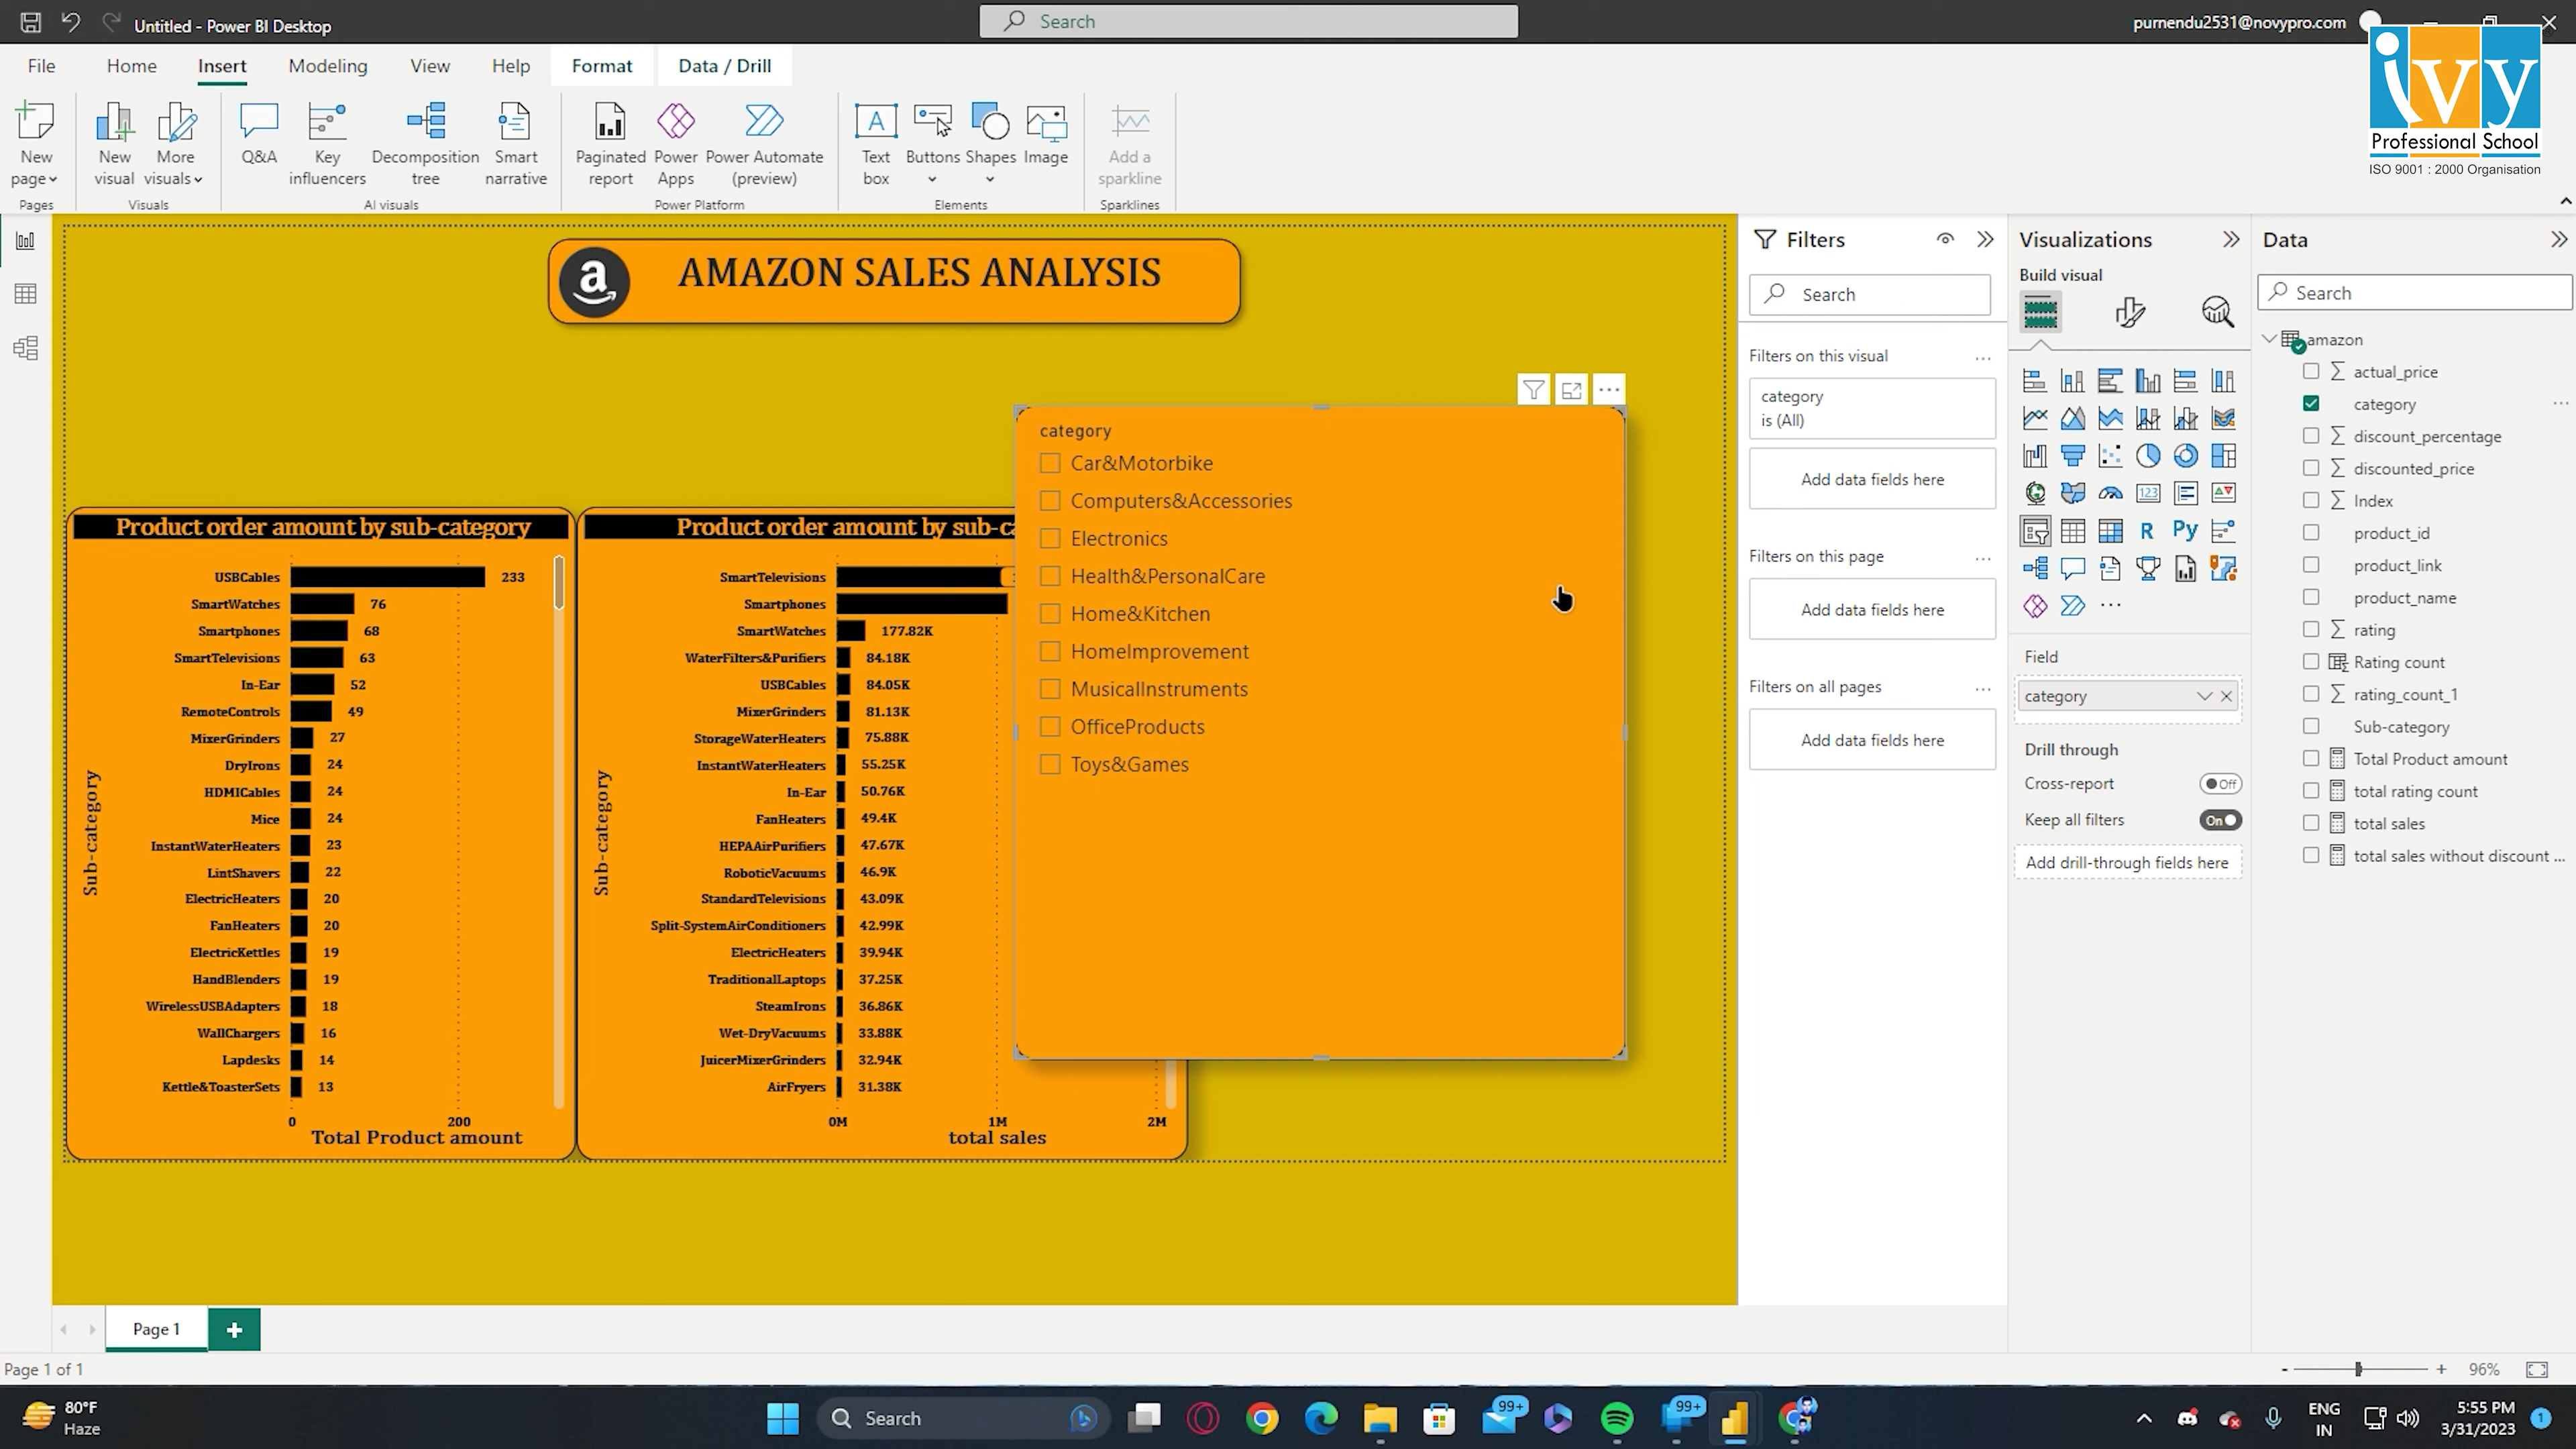 Untitled - Power BI Desktop
Search
purnendu2531@novypro.com
ivy
Professional School
ISO 9001 : 2000 Organisation
File Home Insert Modeling View Help Format Data / Drill
New page
New visual
More visuals
Q&A
Key influencers
Decomposition tree
Smart narrative
Paginated report
Power Apps
Power Automate (preview)
Text box
Buttons
Shapes
Image
Add a sparkline
Pages Visuals AI visuals Power Platform Elements Sparklines
a
AMAZON SALES ANALYSIS
Product order amount by sub-category
USBCables 233
SmartWatches 76
Smartphones 68
SmartTelevisions 63
In-Ear 52
RemoteControls 49
MixerGrinders 27
DryIrons 24
HDMICables 24
Mice 24
InstantWaterHeaters 23
LintShavers 22
ElectricHeaters 20
FanHeaters 20
ElectricKettles 19
HandBlenders 19
WirelessUSBAdapters 18
WallChargers 16
Lapdesks 14
Kettle&ToasterSets 13
0 200
Total Product amount
Sub-category
Product order amount by sub-c
SmartTelevisions
Smartphones
SmartWatches 177.82K
WaterFilters&Purifiers 84.18K
USBCables 84.05K
MixerGrinders 81.13K
StorageWaterHeaters 75.88K
InstantWaterHeaters 55.25K
In-Ear 50.76K
FanHeaters 49.4K
HEPAAirPurifiers 47.67K
RoboticVacuums 46.9K
StandardTelevisions 43.09K
Split-SystemAirConditioners 42.99K
ElectricHeaters 39.94K
TraditionalLaptops 37.25K
SteamIrons 36.86K
Wet-DryVacuums 33.88K
JuicerMixerGrinders 32.94K
AirFryers 31.38K
0M 1M 2M
total sales
Sub-category
category
Car&Motorbike
Computers&Accessories
Electronics
Health&PersonalCare
Home&Kitchen
HomeImprovement
MusicalInstruments
OfficeProducts
Toys&Games
Filters
Search
Filters on this visual ...
category
is (All)
Add data fields here
Filters on this page ...
Add data fields here
Filters on all pages ...
Add data fields here
Visualizations
Build visual
123
R Py
...
Field
category
Drill through
Cross-report Off
Keep all filters On
Add drill-through fields here
Data
Search
amazon
actual_price
category ...
discount_percentage
discounted_price
Index
product_id
product_link
product_name
rating
Rating count
rating_count_1
Sub-category
Total Product amount
total rating count
total sales
total sales without discount ...
Page 1 +
Page 1 of 1
- + 96%
80°F
Haze
Search
99+
99+
ENG
IN
5:55 PM
3/31/2023
1